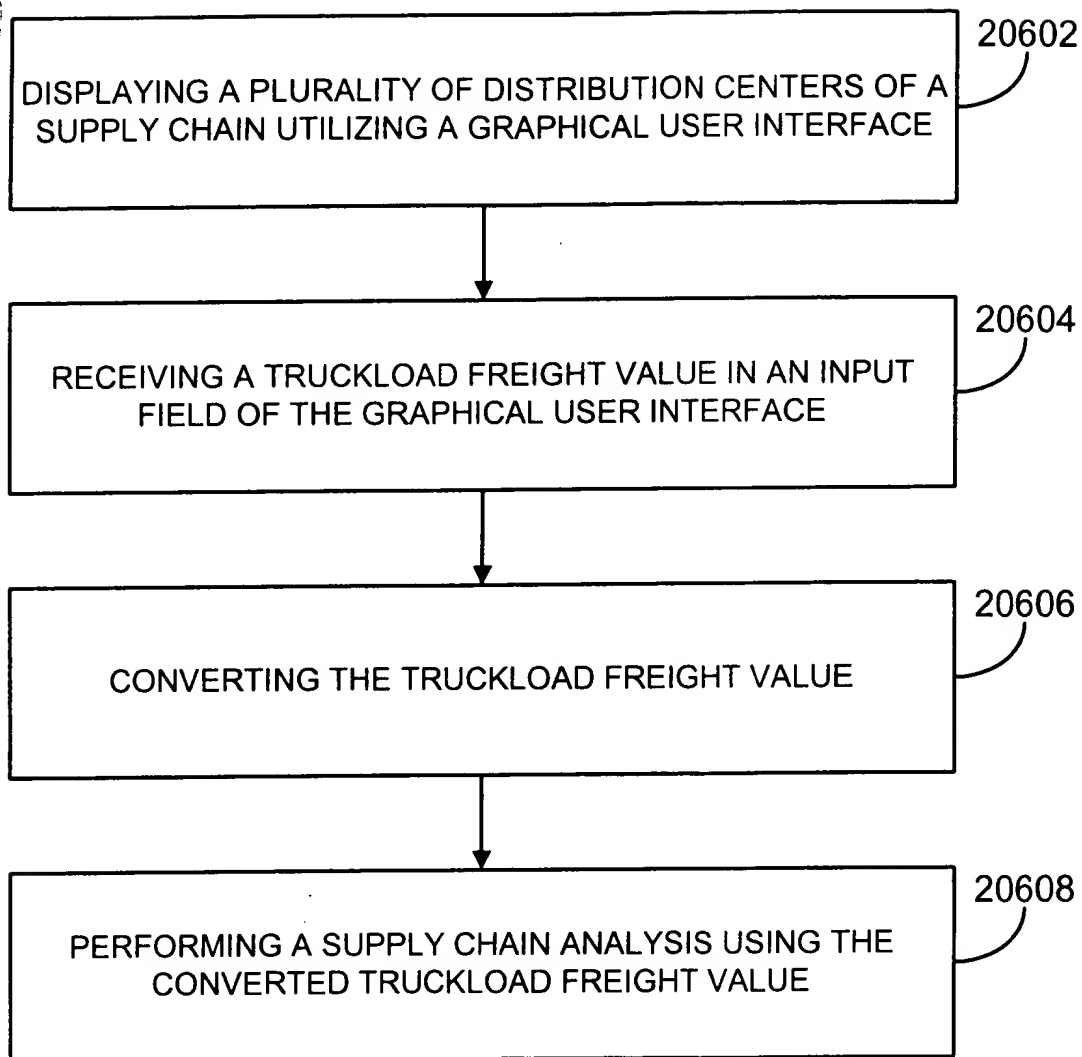 20602
DISPLAYING A PLURALITY OF DISTRIBUTION CENTERS OF A
SUPPLY CHAIN UTILIZING A GRAPHICAL USER INTERFACE
20604
RECEIVING A TRUCKLOAD FREIGHT VALUE IN AN INPUT
FIELD OF THE GRAPHICAL USER INTERFACE
20606
CONVERTING THE TRUCKLOAD FREIGHT VALUE
20608
PERFORMING A SUPPLY CHAIN ANALYSIS USING THE
CONVERTED TRUCKLOAD FREIGHT VALUE